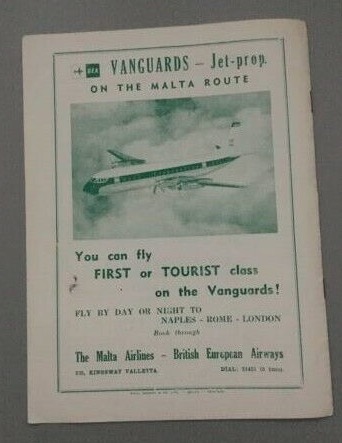 BEA VANGUARDS - Jet-prop.
ON THE MALTA ROUTE
You can fly
FIRST or TOURIST class
on the Vanguards!
FLY BY DAY OR NIGHT TO
NAPLES - ROME - LONDON
Book through
The Malta Airlines - British European Airways
KINGSWAY VALLETTA DIAL: